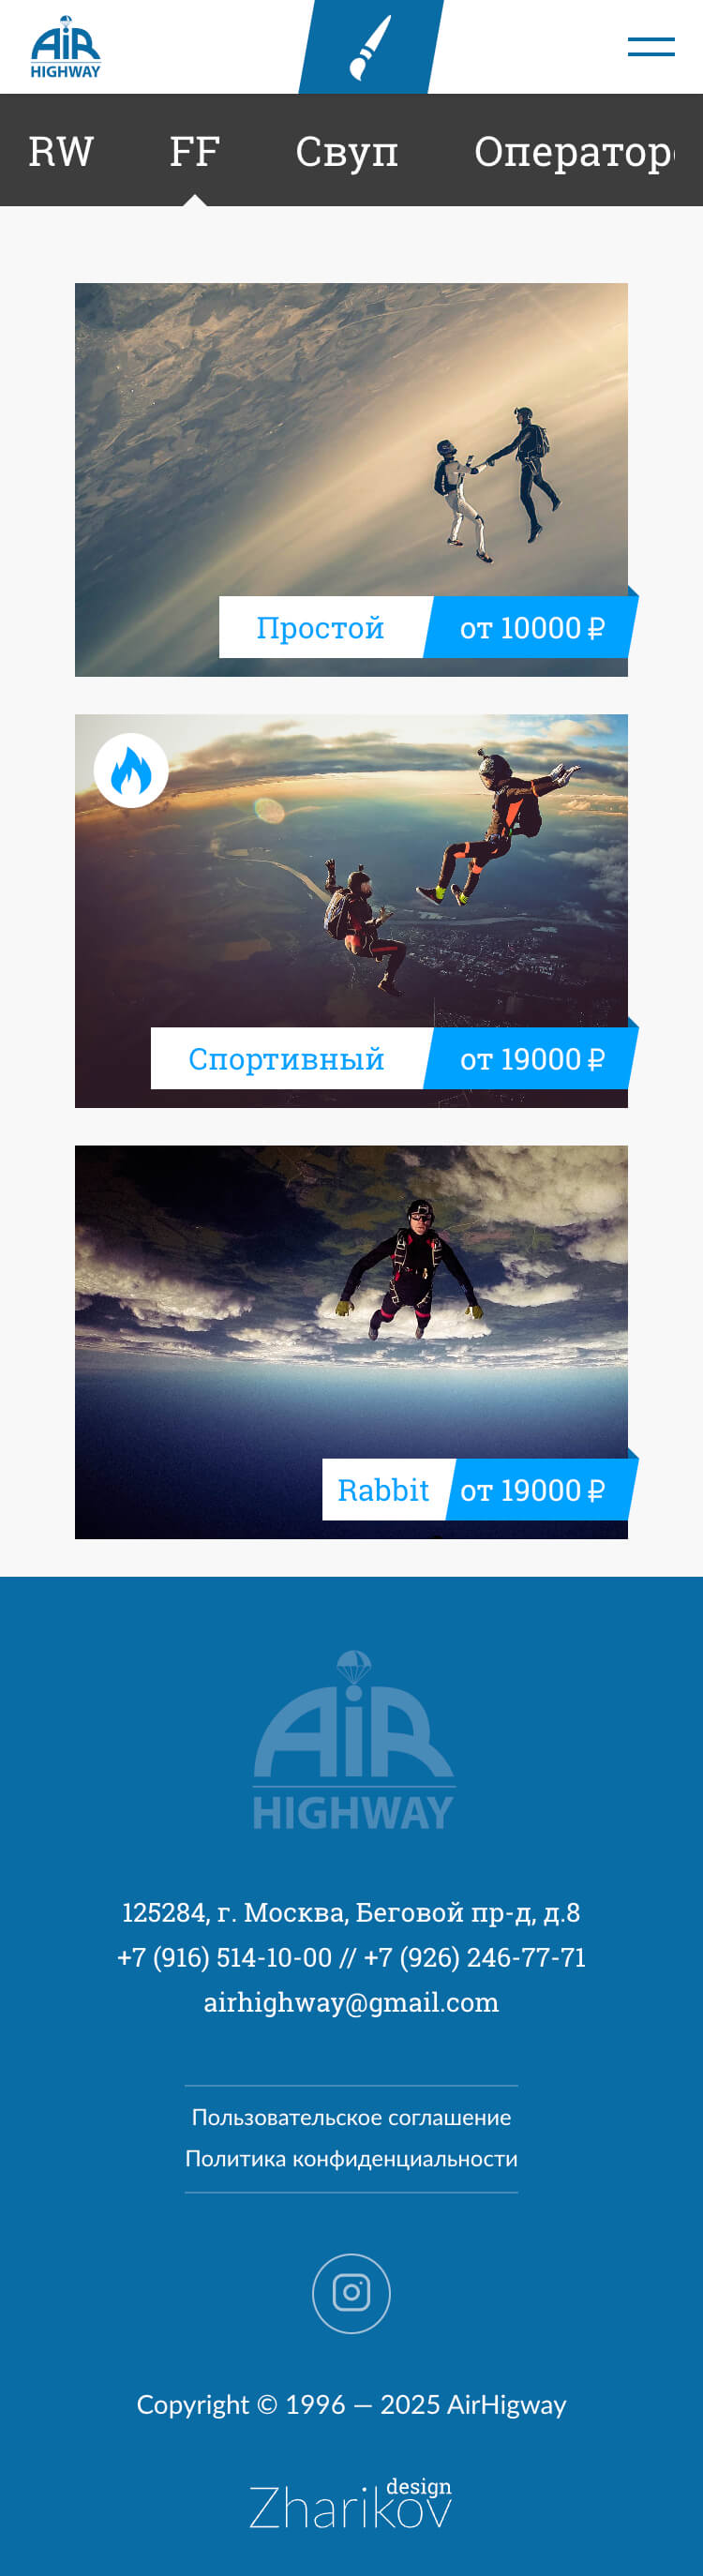 AiR
HIGHWAY
RW FF Свуп Оператор
Простой от 10000 ₽
Спортивный от 19000 ₽
Rabbit от 19000 ₽
AiR
HIGHWAY
125284, г. Москва, Беговой пр-д, д.8
+7 (916) 514-10-00 // +7 (926) 246-77-71
airhighway@gmail.com
Пользовательское соглашение
Политика конфиденциальности
Copyright © 1996 — 2025 AirHigway
design
Zharikov